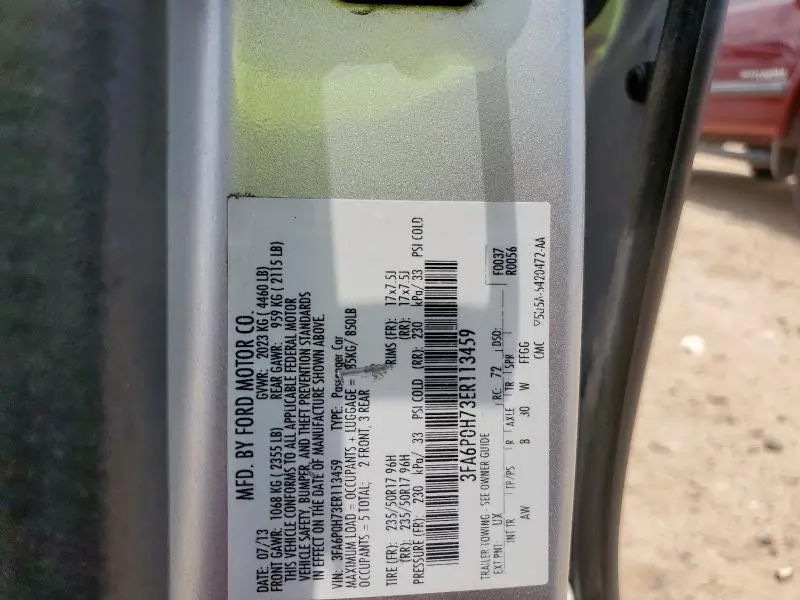 MFD. BY FORD MOTOR CO.
DATE: 07/13 GVWR: 2023 KG ( 4460 LB)
FRONT GAWR: 1068 KG ( 2355 LB) REAR GAWR: 959 KG ( 2115 LB)
THIS VEHICLE CONFORMS TO ALL APPLICABLE FEDERAL MOTOR
VEHICLE SAFETY, BUMPER, AND THEFT PREVENTION STANDARDS
IN EFFECT ON THE DATE OF MANUFACTURE SHOWN ABOVE.
VIN: 3FA6P0H73ER113459 TYPE: Passenger Car
MAXIMUM LOAD = OCCUPANTS + LUGGAGE = 385KG/ 850LB
OCCUPANTS = 5 TOTAL; 2 FRONT, 3 REAR
TIRE (FR): 235/50R17 96H RIMS (FR): 17x7.5J
(RR): 235/50R17 96H (RR): 17x7.5J
PRESSURE (FR): 230 kPa/ 33 PSI COLD (RR): 230 kPa/ 33 PSI COLD
3FA6P0H73ER113459
F0037
R0056
TRAILER TOWING - SEE OWNER GUIDE
EXT PNT: UX RC: 72 DSO:
INT TR TP/PS R AXLE TR SPR
AW B 30 W FFGG
CMC